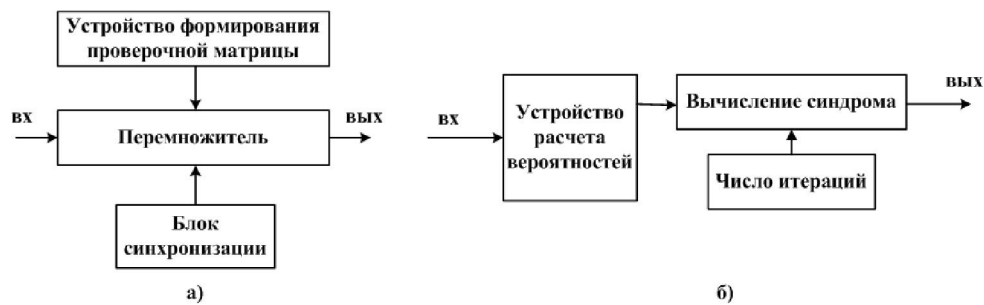 Устройство формирования
проверочной матрицы
вх
Перемножитель
вых
Блок
синхронизации
а)
вх
Устройство
расчета
вероятностей
Вычисление синдрома
вых
Число итераций
б)